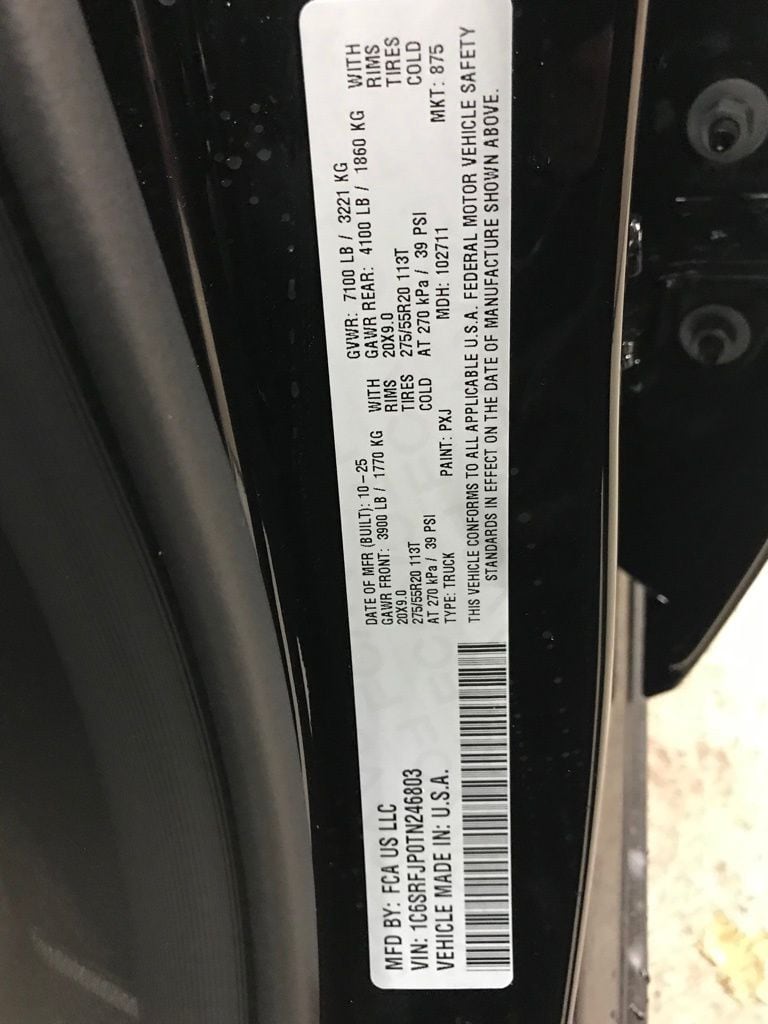 MFD BY: FCA US LLC
VIN: 1C6SRFJP0TN246803
VEHICLE MADE IN: U.S.A.
DATE OF MFR (BUILT): 10-25
GAWR FRONT: 3900 LB / 1770 KG WITH
20X9.0 RIMS
275/55R20 113T TIRES
AT 270 kPa / 39 PSI COLD
TYPE: TRUCK PAINT: PXJ
GVWR: 7100 LB / 3221 KG
GAWR REAR: 4100 LB / 1860 KG WITH
20X9.0 RIMS
275/55R20 113T TIRES
AT 270 kPa / 39 PSI COLD
MDH: 102711 MKT: 875
THIS VEHICLE CONFORMS TO ALL APPLICABLE U.S.A. FEDERAL MOTOR VEHICLE SAFETY
STANDARDS IN EFFECT ON THE DATE OF MANUFACTURE SHOWN ABOVE.